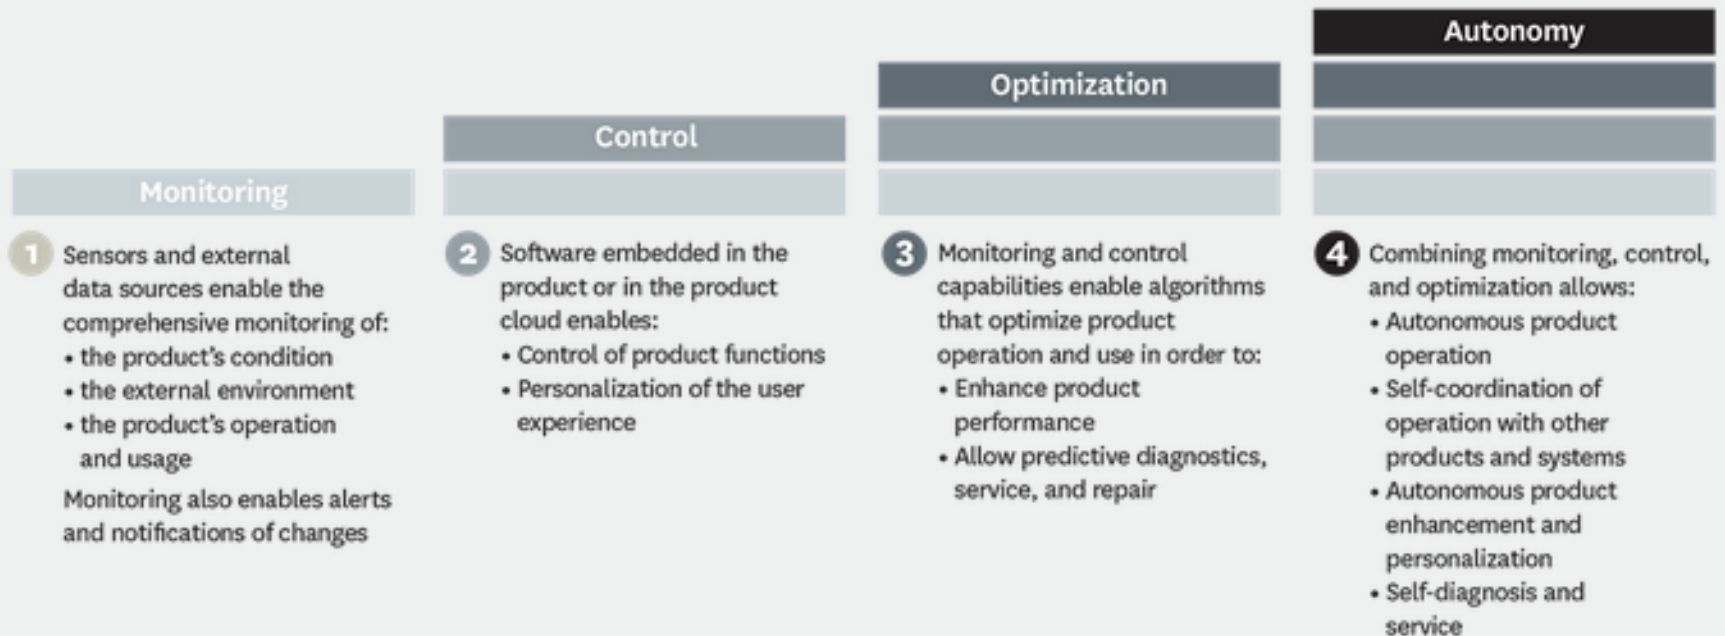 Monitoring
1
Sensors and external
data sources enable the
comprehensive monitoring of:
• the product's condition
• the external environment
• the product's operation
and usage
Monitoring also enables alerts
and notifications of changes
Control
2
Software embedded in the
product or in the product
cloud enables:
• Control of product functions
• Personalization of the user
experience
Optimization
3
Monitoring and control
capabilities enable algorithms
that optimize product
operation and use in order to:
• Enhance product
performance
• Allow predictive diagnostics,
service, and repair
Autonomy
4
Combining monitoring, control,
and optimization allows:
• Autonomous product
operation
• Self-coordination of
operation with other
products and systems
• Autonomous product
enhancement and
personalization
• Self-diagnosis and
service